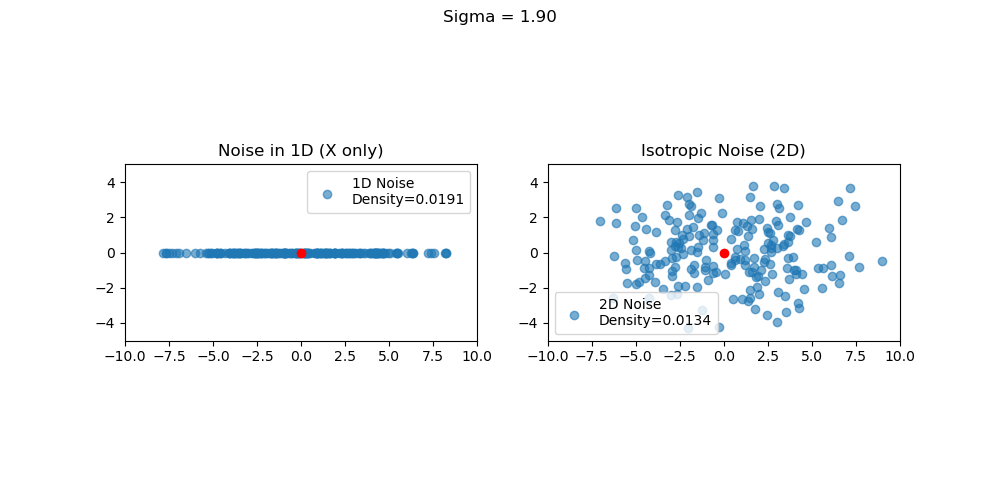 Sigma = 1.90
Noise in 1D (X only)
1D Noise
Density=0.0191
4
2
0
−2
−4
−10.0 −7.5 −5.0 −2.5 0.0 2.5 5.0 7.5 10.0
Isotropic Noise (2D)
4
2
0
−2
−4
2D Noise
Density=0.0134
−10.0 −7.5 −5.0 −2.5 0.0 2.5 5.0 7.5 10.0